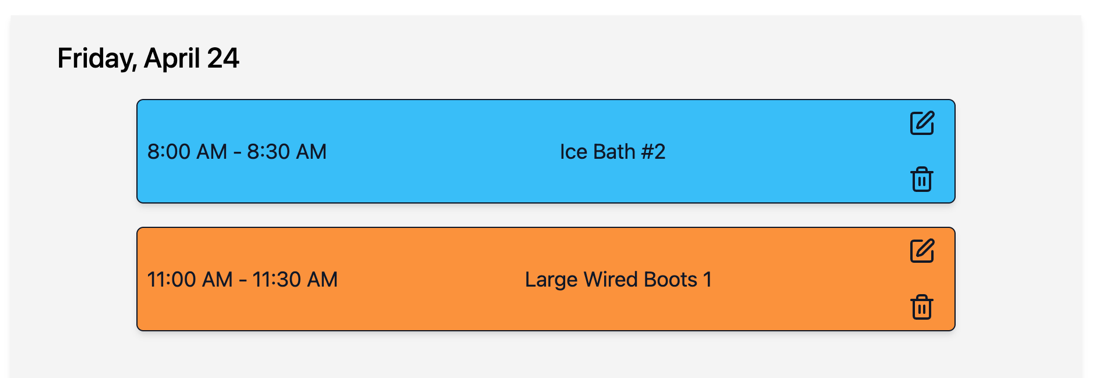 Friday, April 24
8:00 AM - 8:30 AM Ice Bath #2
11:00 AM - 11:30 AM Large Wired Boots 1